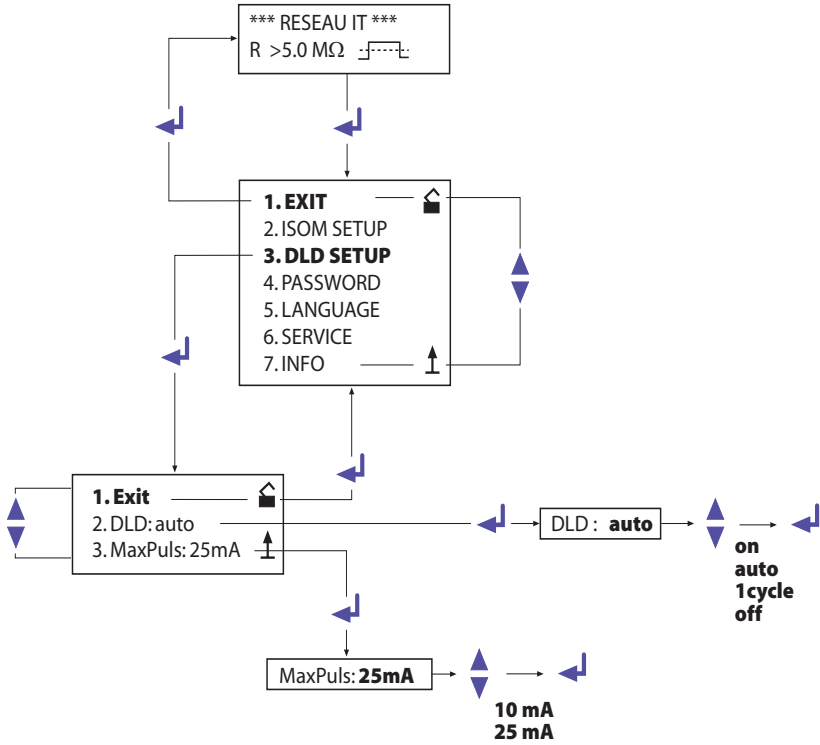 *** RESEAU IT ***
R >5.0 MΩ
1. EXIT
2. ISOM SETUP
3. DLD SETUP
4. PASSWORD
5. LANGUAGE
6. SERVICE
7. INFO
1. Exit
2. DLD: auto
3. MaxPuls: 25mA
DLD : auto
on
auto
1cycle
off
MaxPuls: 25mA
10 mA
25 mA